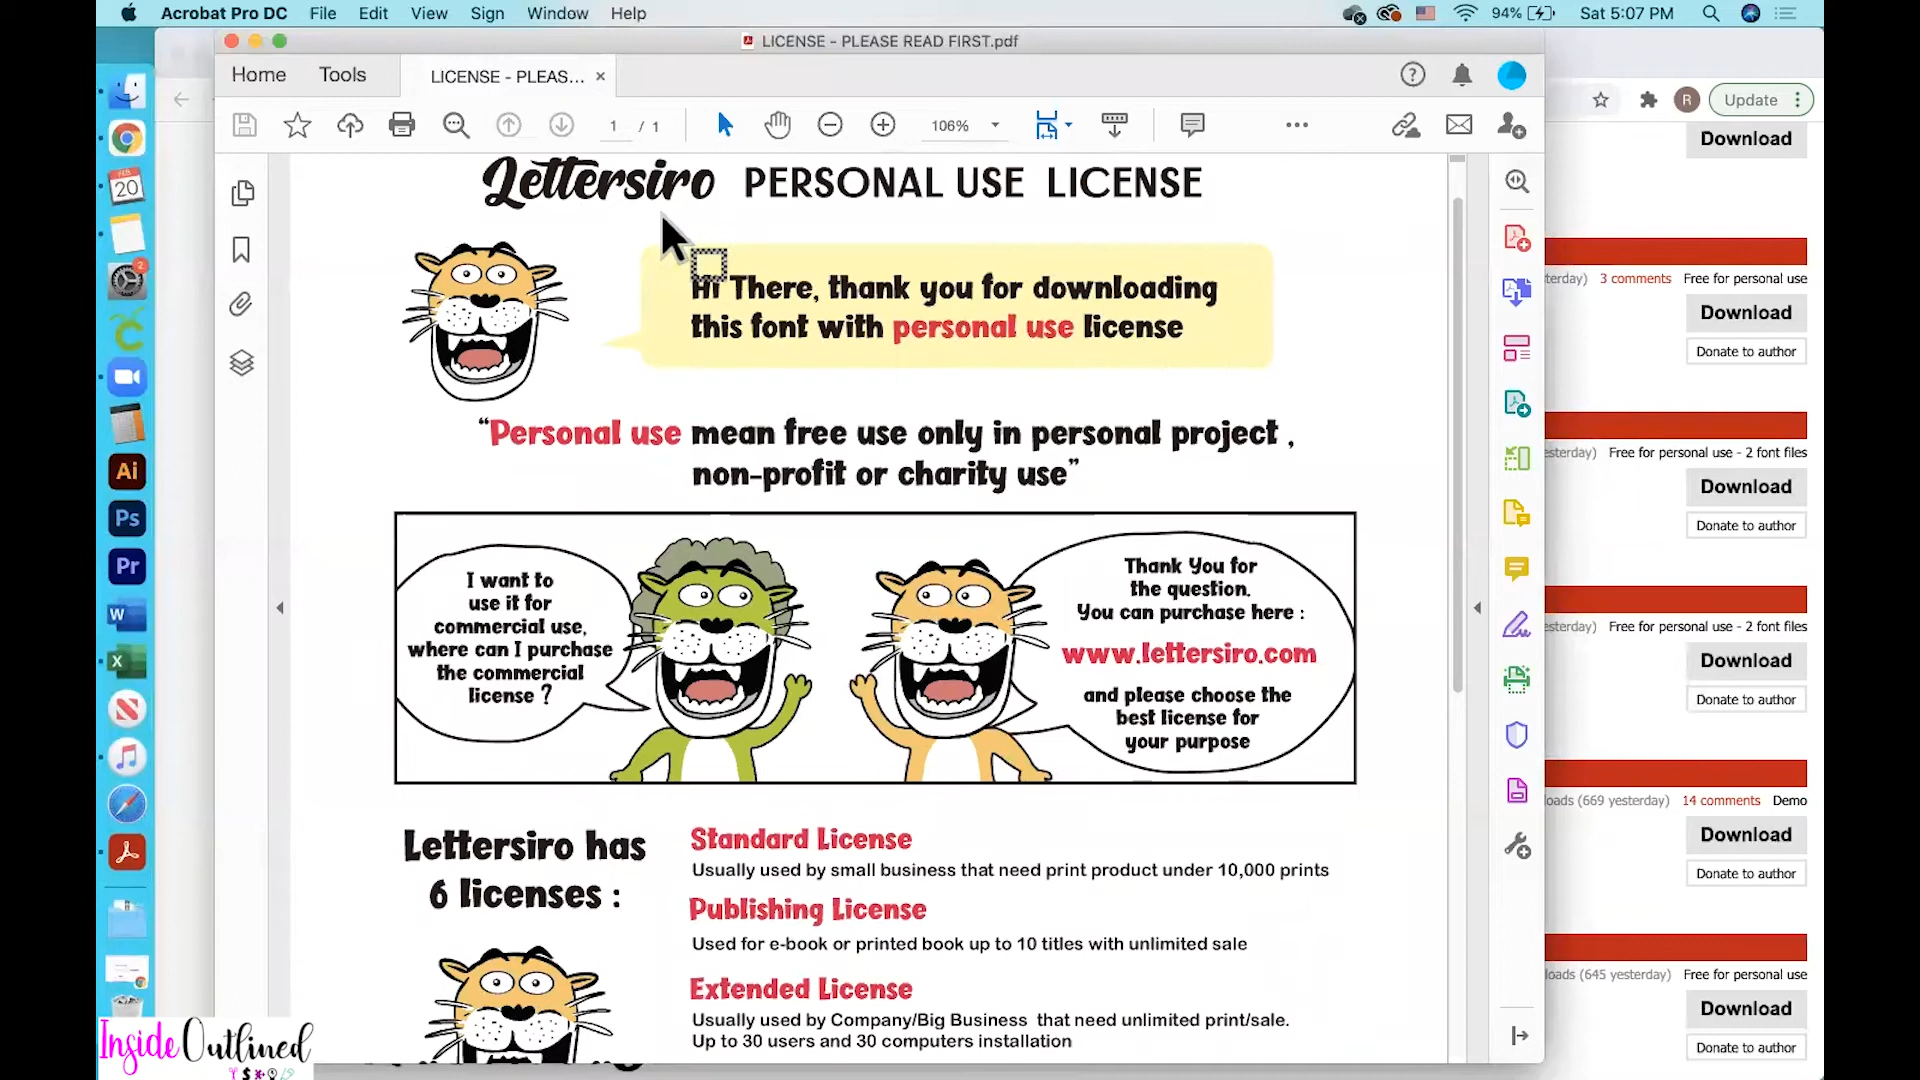 Acrobat Pro DC File Edit View Sign Window Help
94% Sat 5:07 PM
LICENSE - PLEASE READ FIRST.pdf
Home Tools LICENSE - PLEAS... ×
1 / 1 106%
R Update
Lettersiro PERSONAL USE LICENSE
Hi There, thank you for downloading
this font with personal use license
“Personal use mean free use only in personal project ,
non-profit or charity use”
I want to
use it for
commercial use,
where can I purchase
the commercial
license ?
Thank You for
the question.
You can purchase here :
www.lettersiro.com
and please choose the
best license for
your purpose
Lettersiro has
6 licenses :
Standard License
Usually used by small business that need print product under 10,000 prints
Publishing License
Used for e-book or printed book up to 10 titles with unlimited sale
Extended License
Usually used by Company/Big Business that need unlimited print/sale.
Up to 30 users and 30 computers installation
Download
sterday) 3 comments Free for personal use
Download
Donate to author
esterday) Free for personal use - 2 font files
Download
Donate to author
esterday) Free for personal use - 2 font files
Download
Donate to author
loads (669 yesterday) 14 comments Demo
Download
Donate to author
loads (645 yesterday) Free for personal use
Download
Donate to author
FEB
20
2
Ai
Ps
Pr
W
X
Inside Outlined